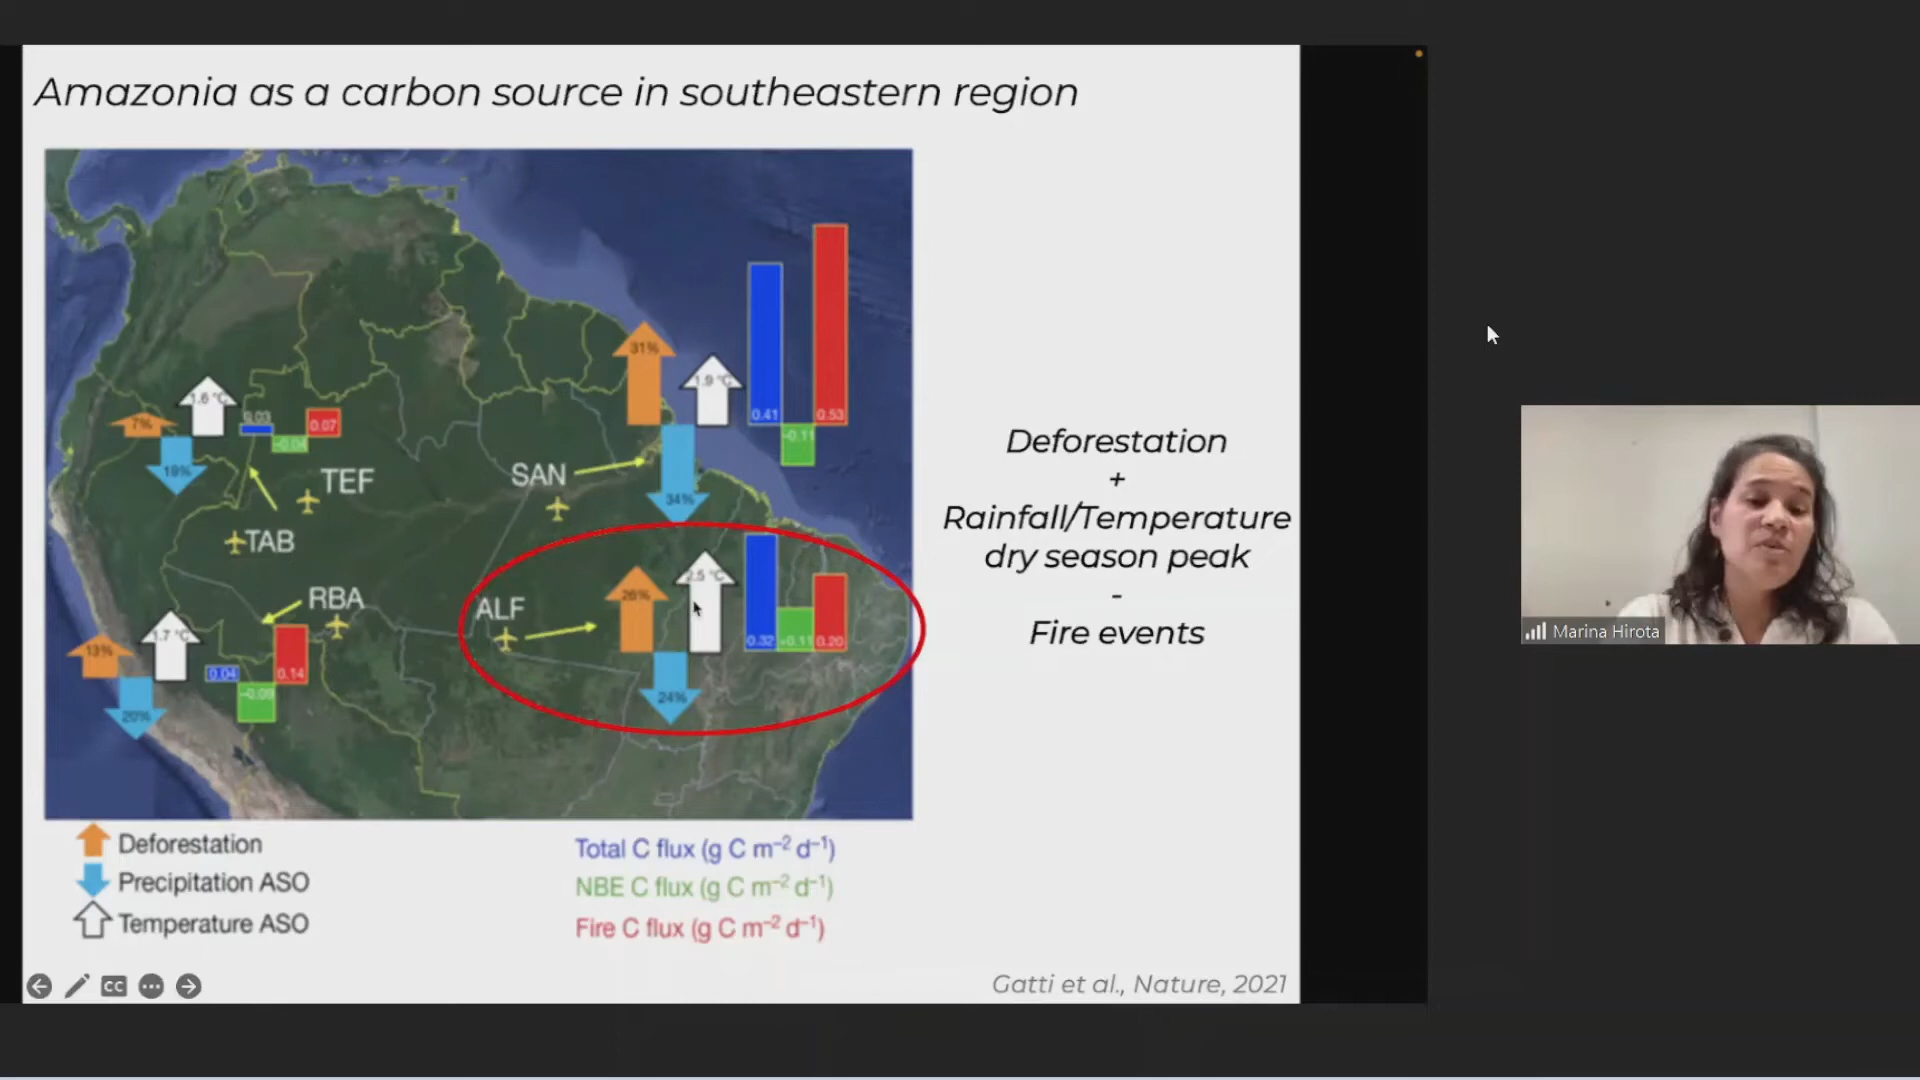 Amazonia as a carbon source in southeastern region
31%
1.9 °C
0.41
-0.11
0.53
34%
1.6 °C
7%
19%
0.03
-0.04
0.07
TEF
SAN
TAB
RBA
ALF
26%
2.5 °C
0.32
+0.11
0.20
24%
13%
1.7 °C
20%
0.04
-0.09
0.14
Deforestation
+
Rainfall/Temperature
dry season peak
-
Fire events
Marina Hirota
Deforestation
Precipitation ASO
Temperature ASO
Total C flux (g C m⁻² d⁻¹)
NBE C flux (g C m⁻² d⁻¹)
Fire C flux (g C m⁻² d⁻¹)
CC
Gatti et al., Nature, 2021